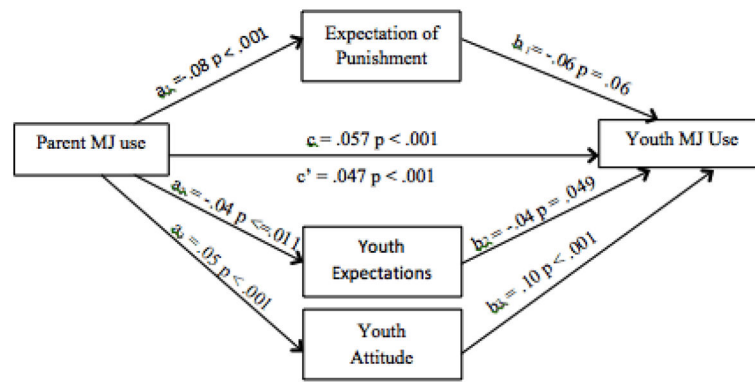 Expectation of
Punishment
a₁ = -.08 p < .001
b₁ = -.06 p = .06
Parent MJ use
Youth MJ Use
c = .057 p < .001
c' = .047 p < .001
a₂ = -.04 p <=.011
b₂ = -.04 p = .049
Youth
Expectations
a₃ = .05 p < .001
b₃ = .10 p < .001
Youth
Attitude